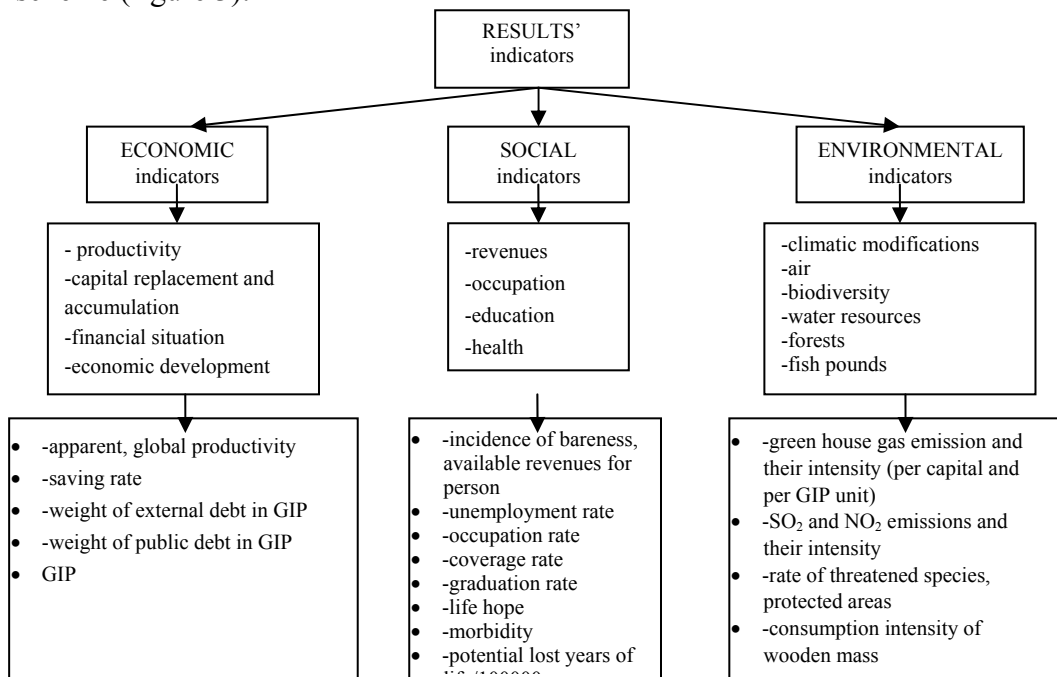 scheme (figure 3).
RESULTS’
indicators
ECONOMIC
indicators
SOCIAL
indicators
ENVIRONMENTAL
indicators
- productivity
-capital replacement and
accumulation
-financial situation
-economic development
-revenues
-occupation
-education
-health
-climatic modifications
-air
-biodiversity
-water resources
-forests
-fish pounds
• -apparent, global productivity
• -saving rate
• -weight of external debt in GIP
• -weight of public debt in GIP
• GIP
• -incidence of bareness,
available revenues for
person
• -unemployment rate
• -occupation rate
• -coverage rate
• -graduation rate
• -life hope
• -morbidity
• -potential lost years of
life/100000
• -green house gas emission and
their intensity (per capital and
per GIP unit)
• -SO₂ and NO₂ emissions and
their intensity
• -rate of threatened species,
protected areas
• -consumption intensity of
wooden mass